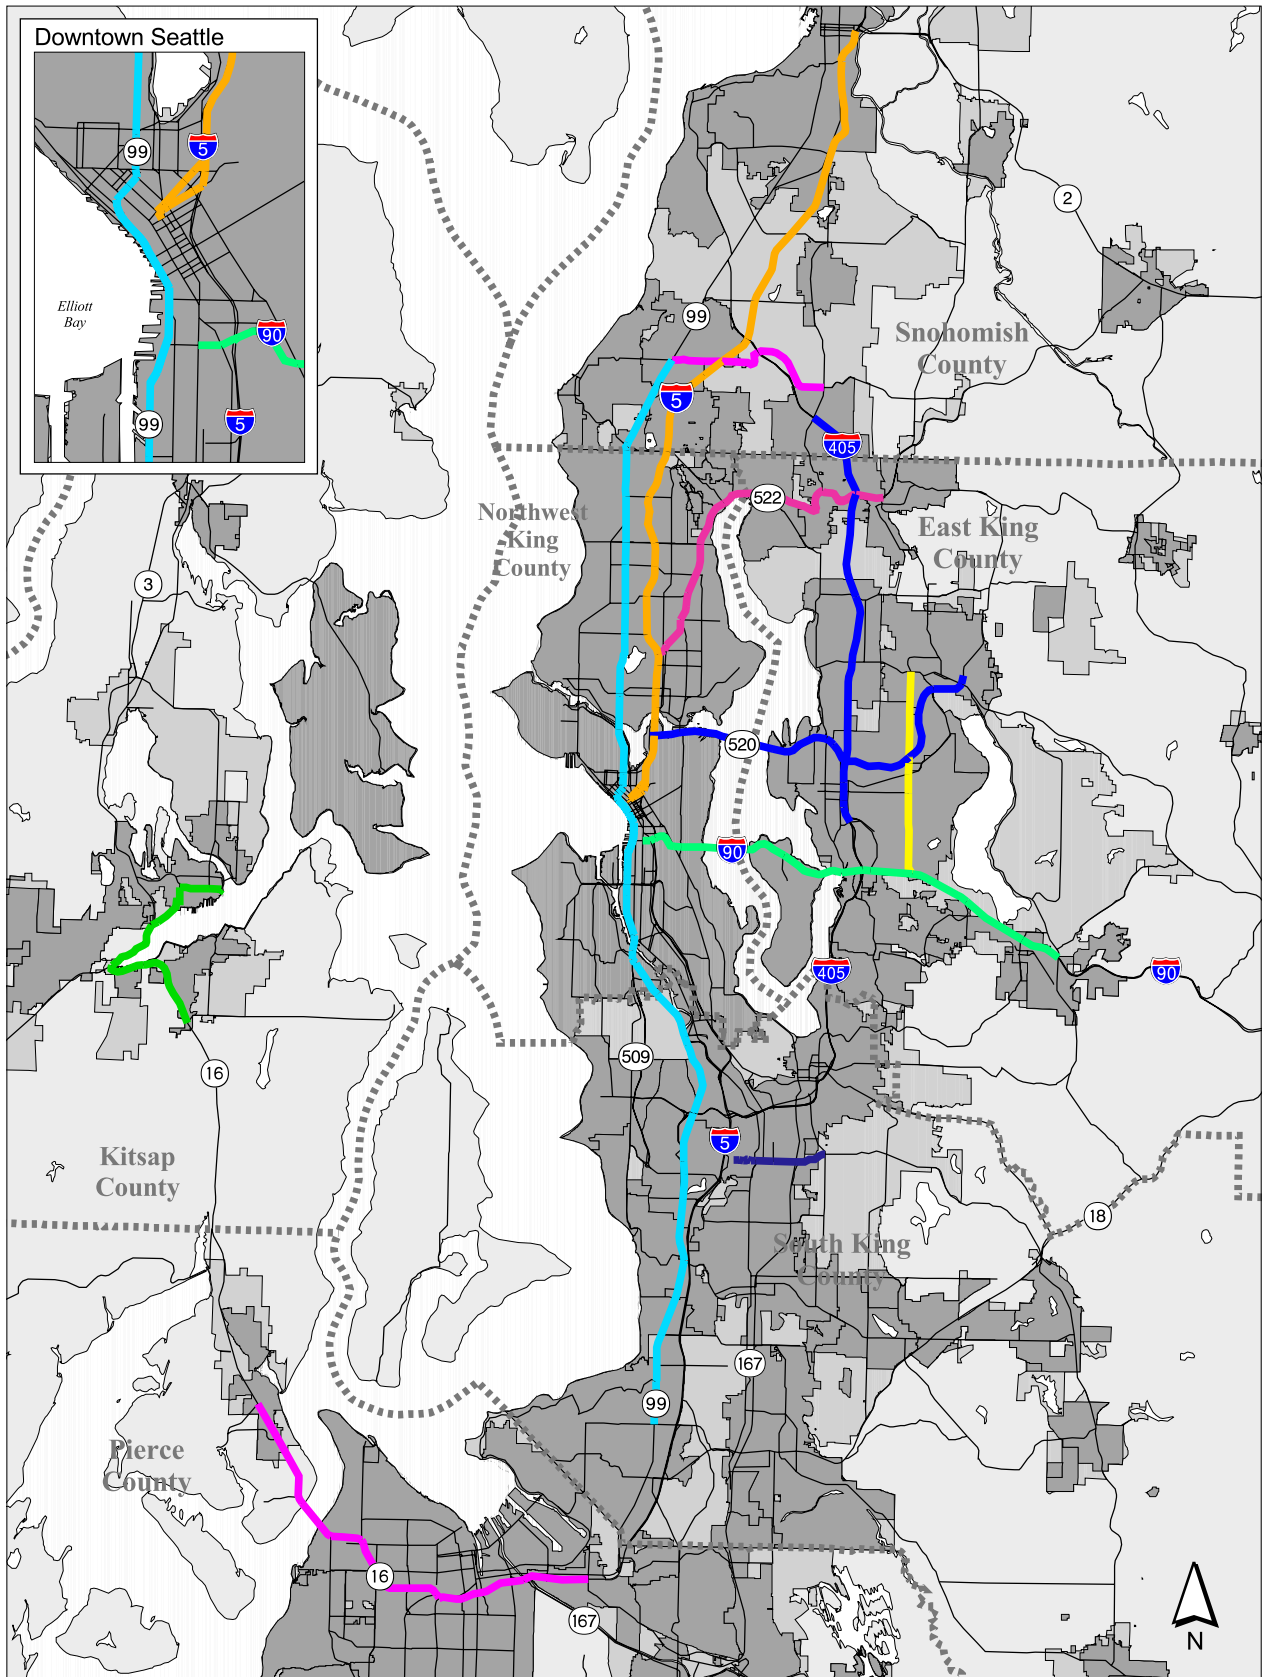 Downtown Seattle
99
5
Elliott
Bay
90
99
5
2
99
Snohomish
County
5
405
522
Northwest
King
County
East King
County
3
520
90
405
90
509
16
5
Kitsap
County
18
South King
County
167
99
Pierce
County
16
167
N